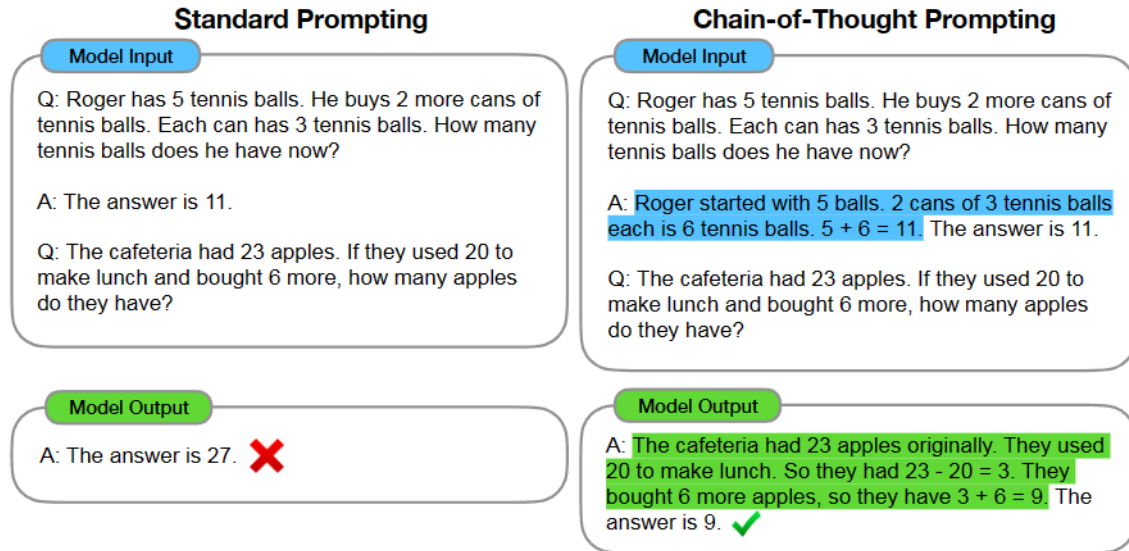 Standard Prompting
Model Input
Q: Roger has 5 tennis balls. He buys 2 more cans of
tennis balls. Each can has 3 tennis balls. How many
tennis balls does he have now?
A: The answer is 11.
Q: The cafeteria had 23 apples. If they used 20 to
make lunch and bought 6 more, how many apples
do they have?
Model Output
A: The answer is 27.
Chain-of-Thought Prompting
Model Input
Q: Roger has 5 tennis balls. He buys 2 more cans of
tennis balls. Each can has 3 tennis balls. How many
tennis balls does he have now?
A: Roger started with 5 balls. 2 cans of 3 tennis balls
each is 6 tennis balls. 5 + 6 = 11. The answer is 11.
Q: The cafeteria had 23 apples. If they used 20 to
make lunch and bought 6 more, how many apples
do they have?
Model Output
A: The cafeteria had 23 apples originally. They used
20 to make lunch. So they had 23 - 20 = 3. They
bought 6 more apples, so they have 3 + 6 = 9. The
answer is 9.